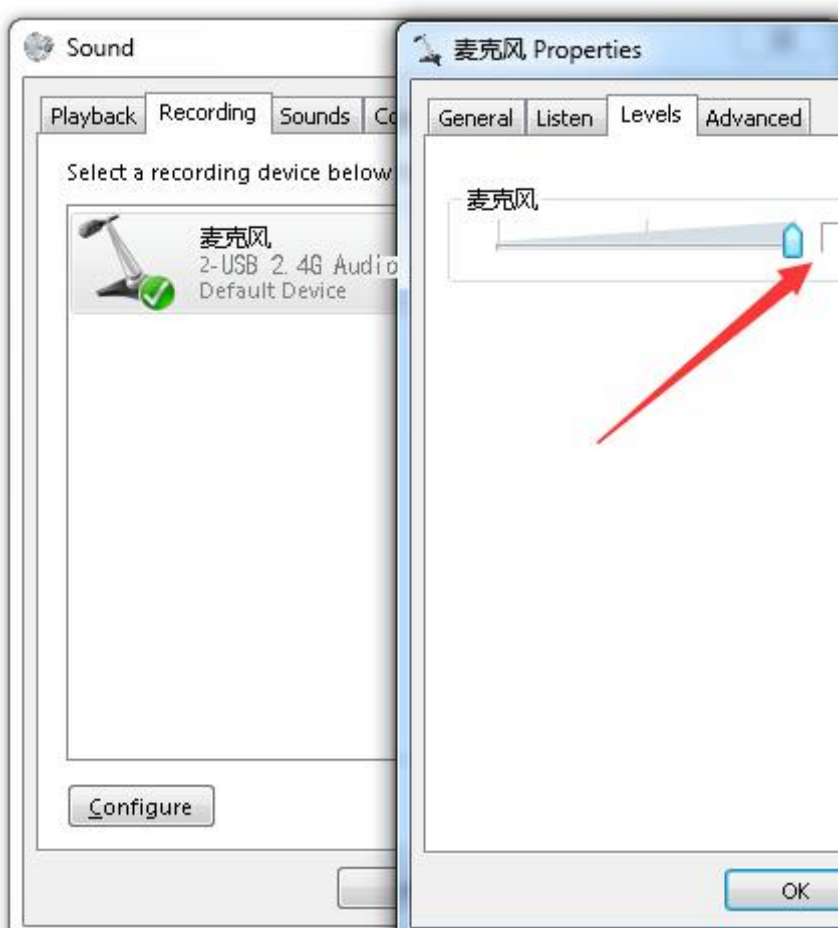 Sound
Playback Recording Sounds
Select a recording device below
麦克风
2-USB 2.4G Audio
Default Device
Configure
麦克风 Properties
General Listen Levels Advanced
麦克风
OK